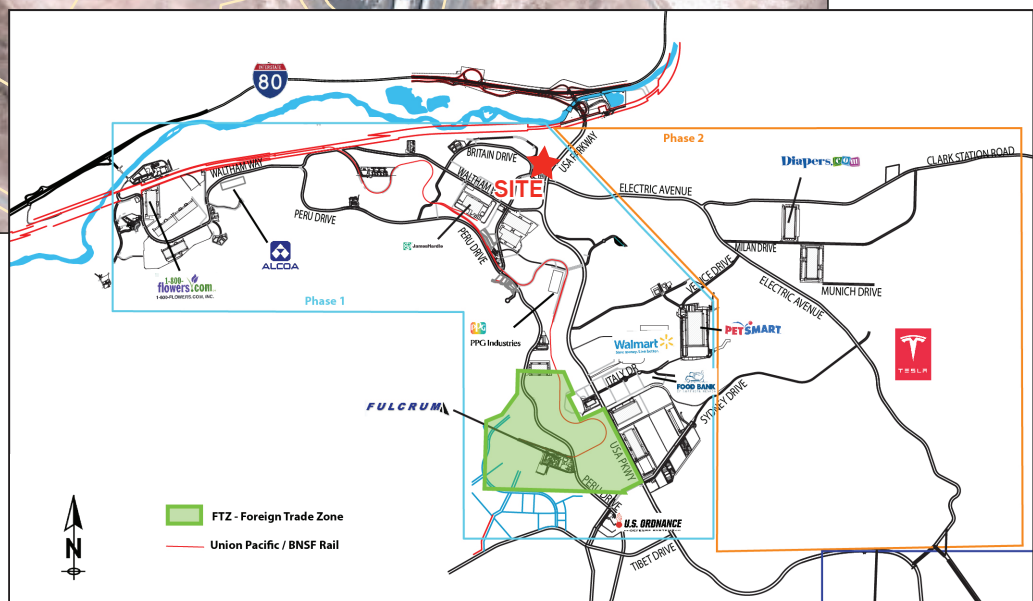 INTERSTATE
80
Phase 2
USA PARKWAY
BRITAIN DRIVE
Diapers.com
CLARK STATION ROAD
WALTHAM WAY
WALTHAM
SITE
ELECTRIC AVENUE
PERU DRIVE
JamesHardie
PERU DRIVE
MILAN DRIVE
ALCOA
VENICE DRIVE
ELECTRIC AVENUE
MUNICH DRIVE
1-800-
flowers.com
1-800-FLOWERS.COM, INC.
Phase 1
PPG
PPG Industries
PETSMART
Walmart
Save money. Live better.
TESLA
ITALY DR
FOOD BANK
SYDNEY DRIVE
FULCRUM
USA PKWY
PERU DRIVE
FTZ - Foreign Trade Zone
U.S. ORDNANCE
N
Union Pacific / BNSF Rail
TIBET DRIVE